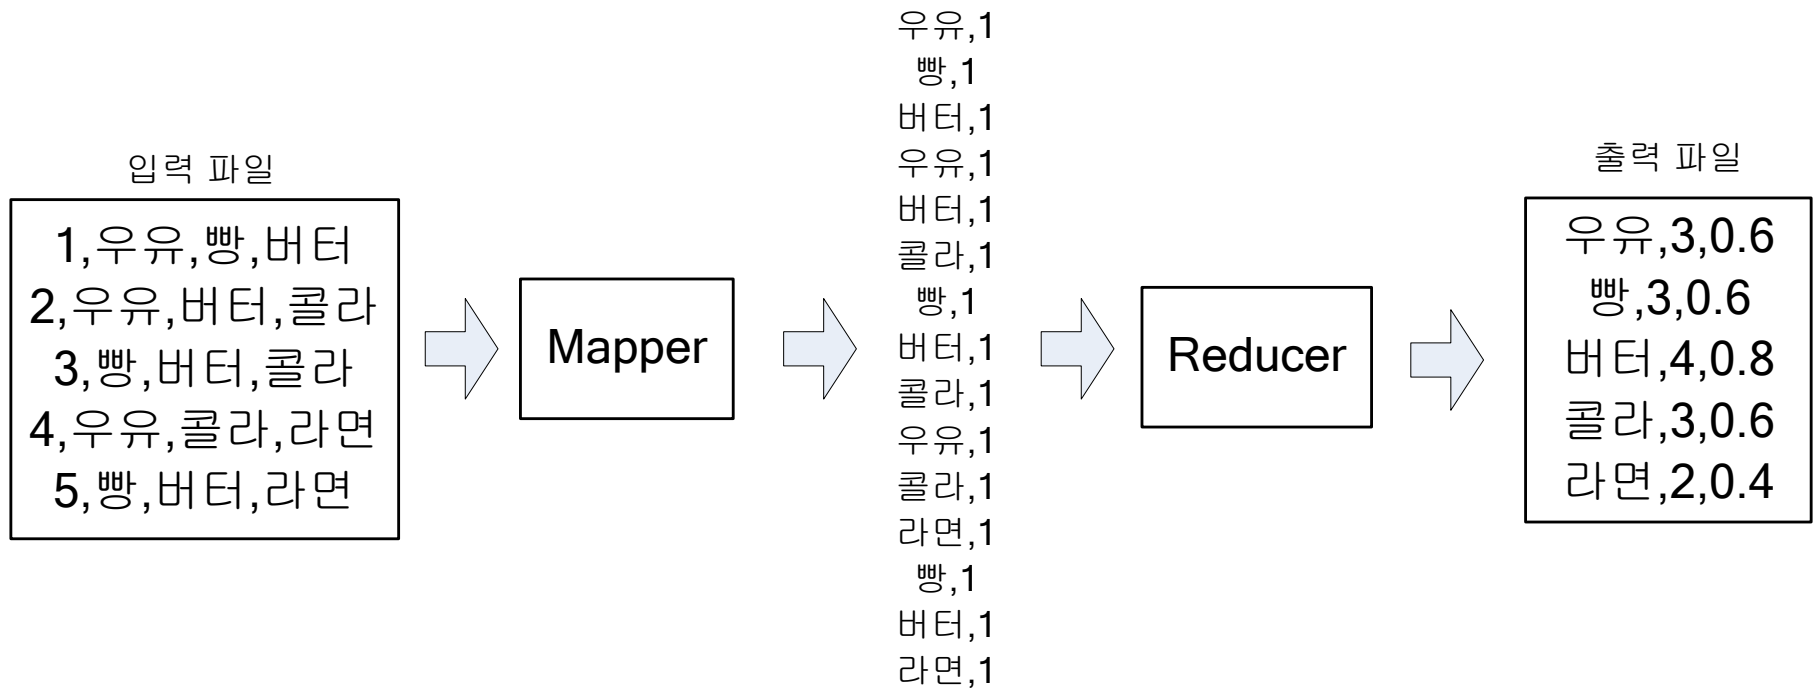 입력 파일
1,우유,빵,버터
2,우유,버터,콜라
3,빵,버터,콜라
4,우유,콜라,라면
5,빵,버터,라면
Mapper
우유,1
빵,1
버터,1
우유,1
버터,1
콜라,1
빵,1
버터,1
콜라,1
우유,1
콜라,1
라면,1
빵,1
버터,1
라면,1
Reducer
출력 파일
우유,3,0.6
빵,3,0.6
버터,4,0.8
콜라,3,0.6
라면,2,0.4